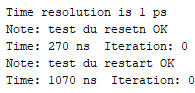 Time resolution is 1 ps
Note: test du resetn OK
Time: 270 ns  Iteration: 0
Note: test du restart OK
Time: 1070 ns  Iteration: 0